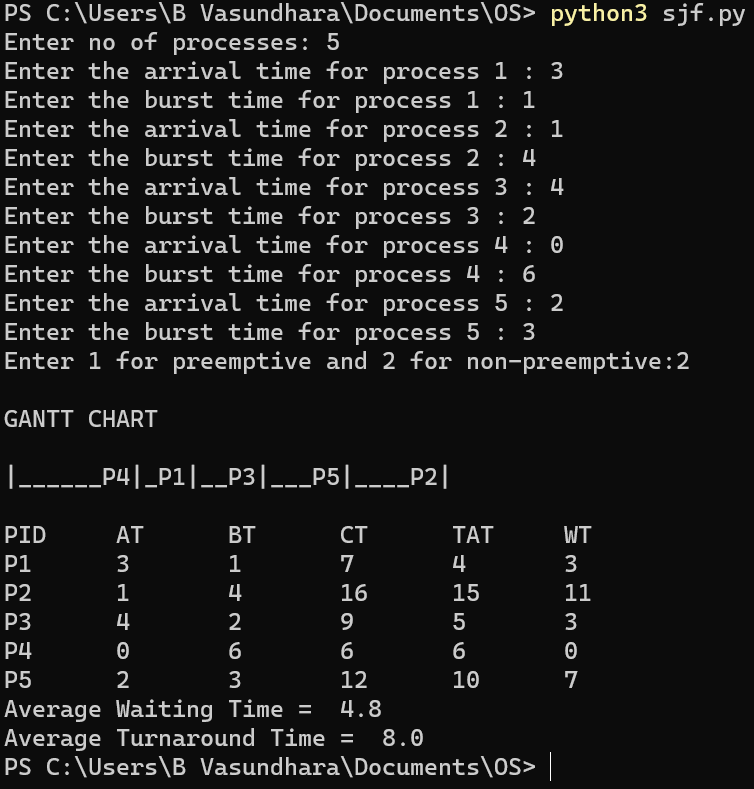 PS C:\Users\B Vasundhara\Documents\OS> python3 sjf.py
Enter no of processes: 5
Enter the arrival time for process 1 : 3
Enter the burst time for process 1 : 1
Enter the arrival time for process 2 : 1
Enter the burst time for process 2 : 4
Enter the arrival time for process 3 : 4
Enter the burst time for process 3 : 2
Enter the arrival time for process 4 : 0
Enter the burst time for process 4 : 6
Enter the arrival time for process 5 : 2
Enter the burst time for process 5 : 3
Enter 1 for preemptive and 2 for non-preemptive:2
GANTT CHART
|______P4|_P1|__P3|___P5|____P2|
PID AT BT CT TAT WT
P1 3 1 7 4 3
P2 1 4 16 15 11
P3 4 2 9 5 3
P4 0 6 6 6 0
P5 2 3 12 10 7
Average Waiting Time =  4.8
Average Turnaround Time =  8.0
PS C:\Users\B Vasundhara\Documents\OS>